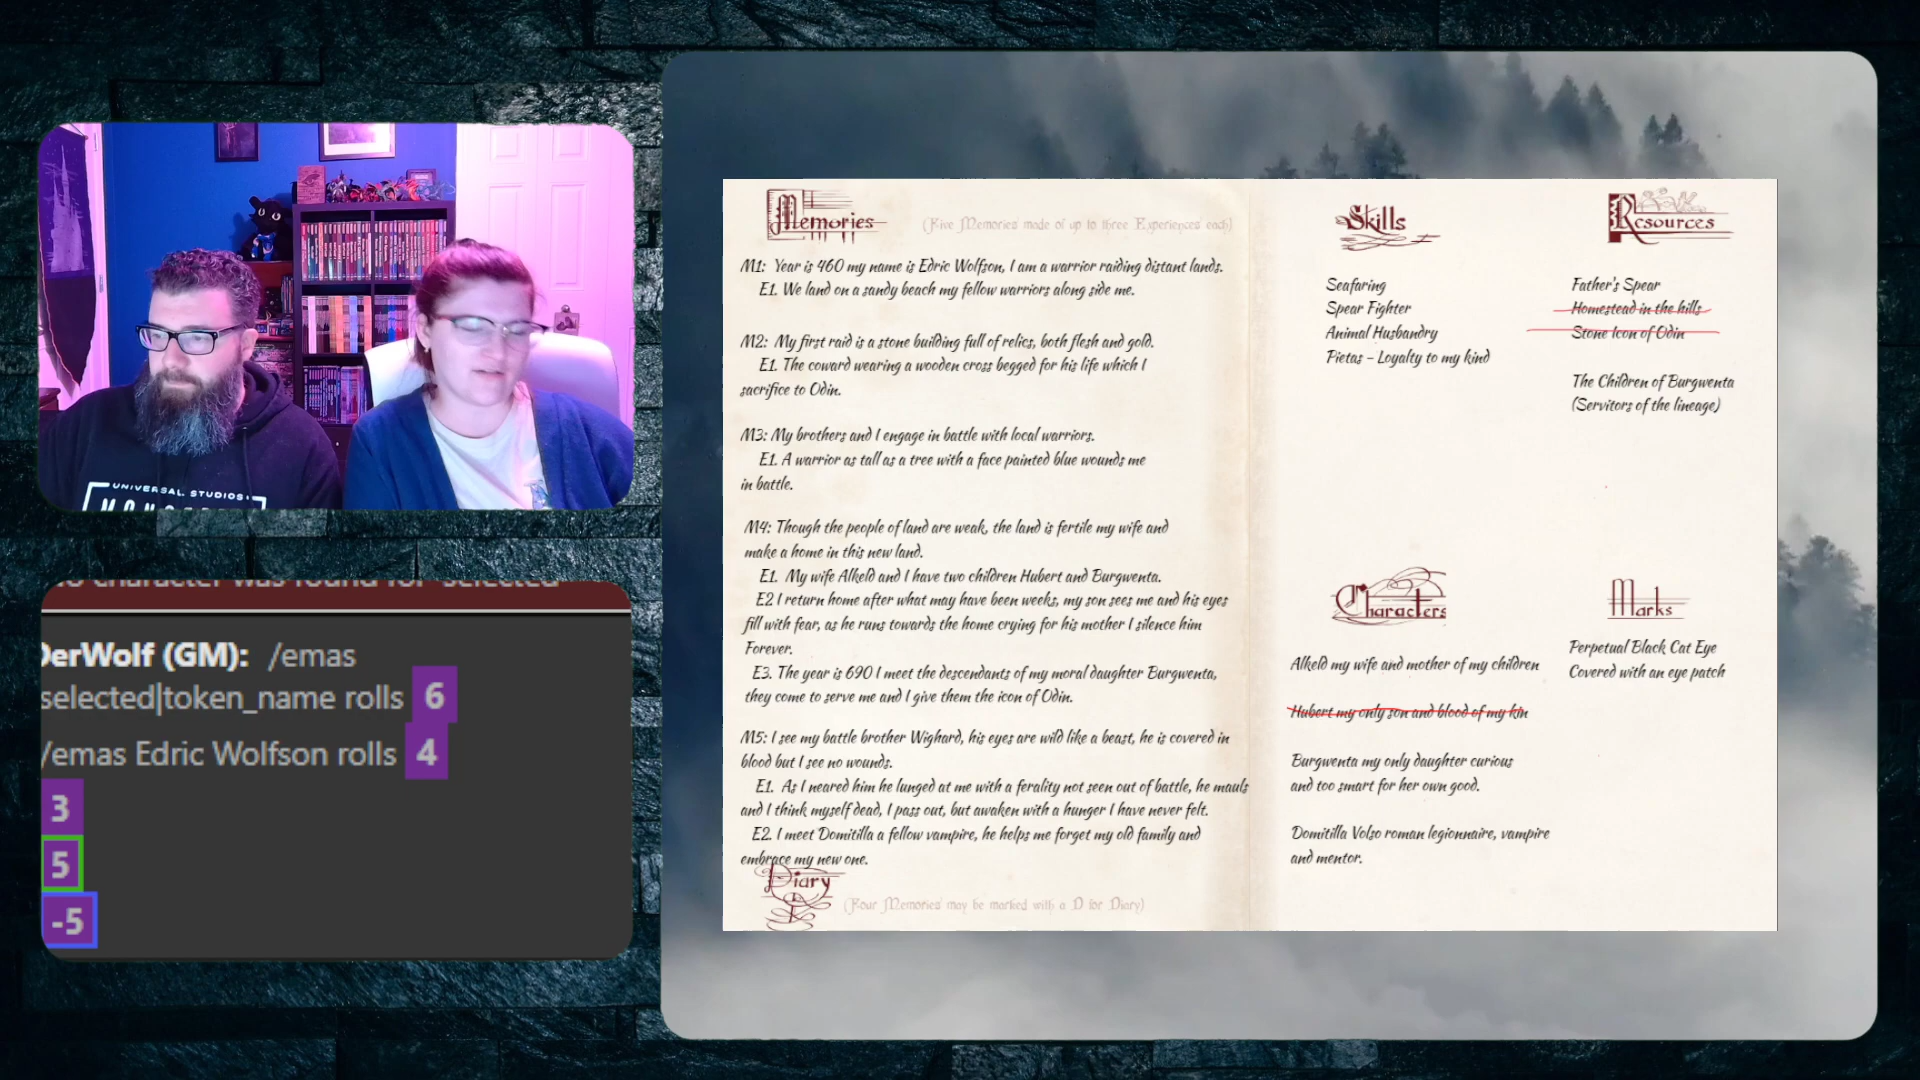 UNIVERSAL STUDIOS
DerWolf (GM): /emas
selected|token_name rolls 6
/emas Edric Wolfson rolls 4
3
5
-5
Memories
(Five Memories made of up to three Experiences each)
M1: Year is 460 my name is Edric Wolfson, I am a warrior raiding distant lands.
E1. We land on a sandy beach my fellow warriors along side me.
M2: My first raid is a stone building full of relics, both flesh and gold.
E1. The coward wearing a wooden cross begged for his life which I
sacrifice to Odin.
M3: My brothers and I engage in battle with local warriors.
E1. A warrior as tall as a tree with a face painted blue wounds me
in battle.
M4: Though the people of land are weak, the land is fertile my wife and
make a home in this new land.
E1. My wife Alkeld and I have two children Hubert and Burgwenta.
E2 I return home after what may have been weeks, my son sees me and his eyes
fill with fear, as he runs towards the home crying for his mother I silence him
Forever.
E3. The year is 690 I meet the descendants of my moral daughter Burgwenta,
they come to serve me and I give them the icon of Odin.
M5: I see my battle brother Wighard, his eyes are wild like a beast, he is covered in
blood but I see no wounds.
E1. As I neared him he lunged at me with a ferality not seen out of battle, he mauls
and I think myself dead, I pass out, but awaken with a hunger I have never felt.
E2. I meet Domitilla a fellow vampire, he helps me forget my old family and
embrace my new one.
Diary
(Four Memories may be marked with a D for Diary)
Skills
Seafaring
Spear Fighter
Animal Husbandry
Pietas - Loyalty to my kind
Resources
Father's Spear
Homestead in the hills
Stone Icon of Odin
The Children of Burgwenta
(Servitors of the lineage)
Characters
Alkeld my wife and mother of my children
Hubert my only son and blood of my kin
Burgwenta my only daughter curious
and too smart for her own good.
Domitilla Volso roman legionnaire, vampire
and mentor.
Marks
Perpetual Black Cat Eye
Covered with an eye patch